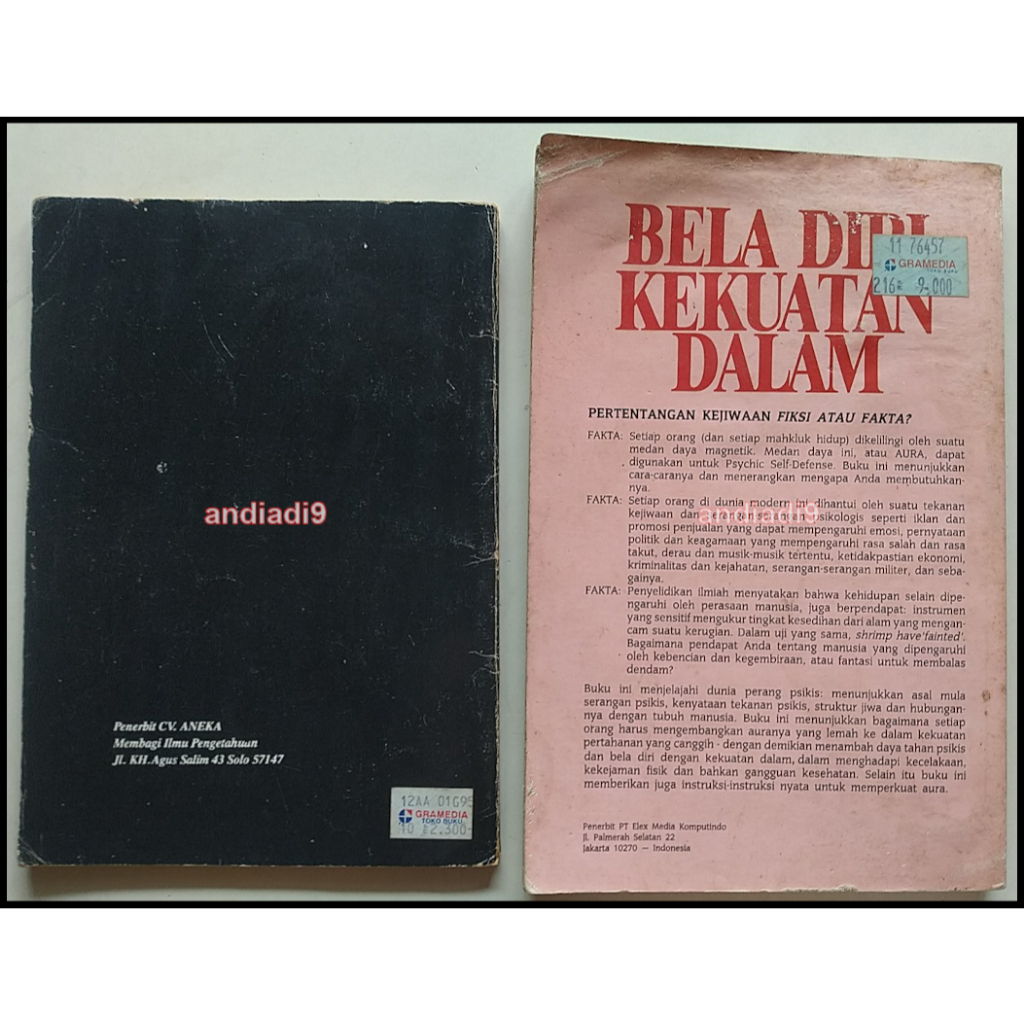 andiadi9
Penerbit CV. ANEKA
Membagi Ilmu Pengetahuan
Jl. KH. Agus Salim 43 Solo 57147
12AA 01G95
GRAMEDIA
TOKO BUKU
10 2.300
BELA DIRI
KEKUATAN
DALAM
11 76457
GRAMEDIA
TOKO BUKU
216 9.000
PERTENTANGAN KEJIWAAN FIKSI ATAU FAKTA?
FAKTA: Setiap orang (dan setiap mahkluk hidup) dikelilingi oleh suatu
medan daya magnetik. Medan daya ini, atau AURA, dapat
digunakan untuk Psychic Self-Defense. Buku ini menunjukkan
cara-caranya dan menerangkan mengapa Anda membutuhkan-
nya.
FAKTA: Setiap orang di dunia modern ini dihantui oleh suatu tekanan
kejiwaan dan psikologis seperti iklan dan
andiadi9
promosi penjualan yang dapat mempengaruhi emosi, pernyataan
politik dan keagamaan yang mempengaruhi rasa salah dan rasa
takut, derau dan musik-musik tertentu, ketidakpastian ekonomi,
kriminalitas dan kejahatan, serangan-serangan militer, dan seba-
gainya.
FAKTA: Penyelidikan ilmiah menyatakan bahwa kehidupan selain dipe-
ngaruhi oleh perasaan manusia, juga berpendapat: instrumen
yang sensitif mengukur tingkat kesedihan dari alam yang mengan-
cam suatu kerugian. Dalam uji yang sama, shrimp have 'fainted'.
Bagaimana pendapat Anda tentang manusia yang dipengaruhi
oleh kebencian dan kegembiraan, atau fantasi untuk membalas
dendam?
Buku ini menjelajahi dunia perang psikis: menunjukkan asal mula
serangan psikis, kenyataan tekanan psikis, struktur jiwa dan hubungan-
nya dengan tubuh manusia. Buku ini menunjukkan bagaimana setiap
orang harus mengembangkan auranya yang lemah ke dalam kekuatan
pertahanan yang canggih - dengan demikian menambah daya tahan psikis
dan bela diri dengan kekuatan dalam, dalam menghadapi kecelakaan,
kekejaman fisik dan bahkan gangguan kesehatan. Selain itu buku ini
memberikan juga instruksi-instruksi nyata untuk memperkuat aura.
Penerbit PT Elex Media Komputindo
Jl. Palmerah Selatan 22
Jakarta 10270 — Indonesia